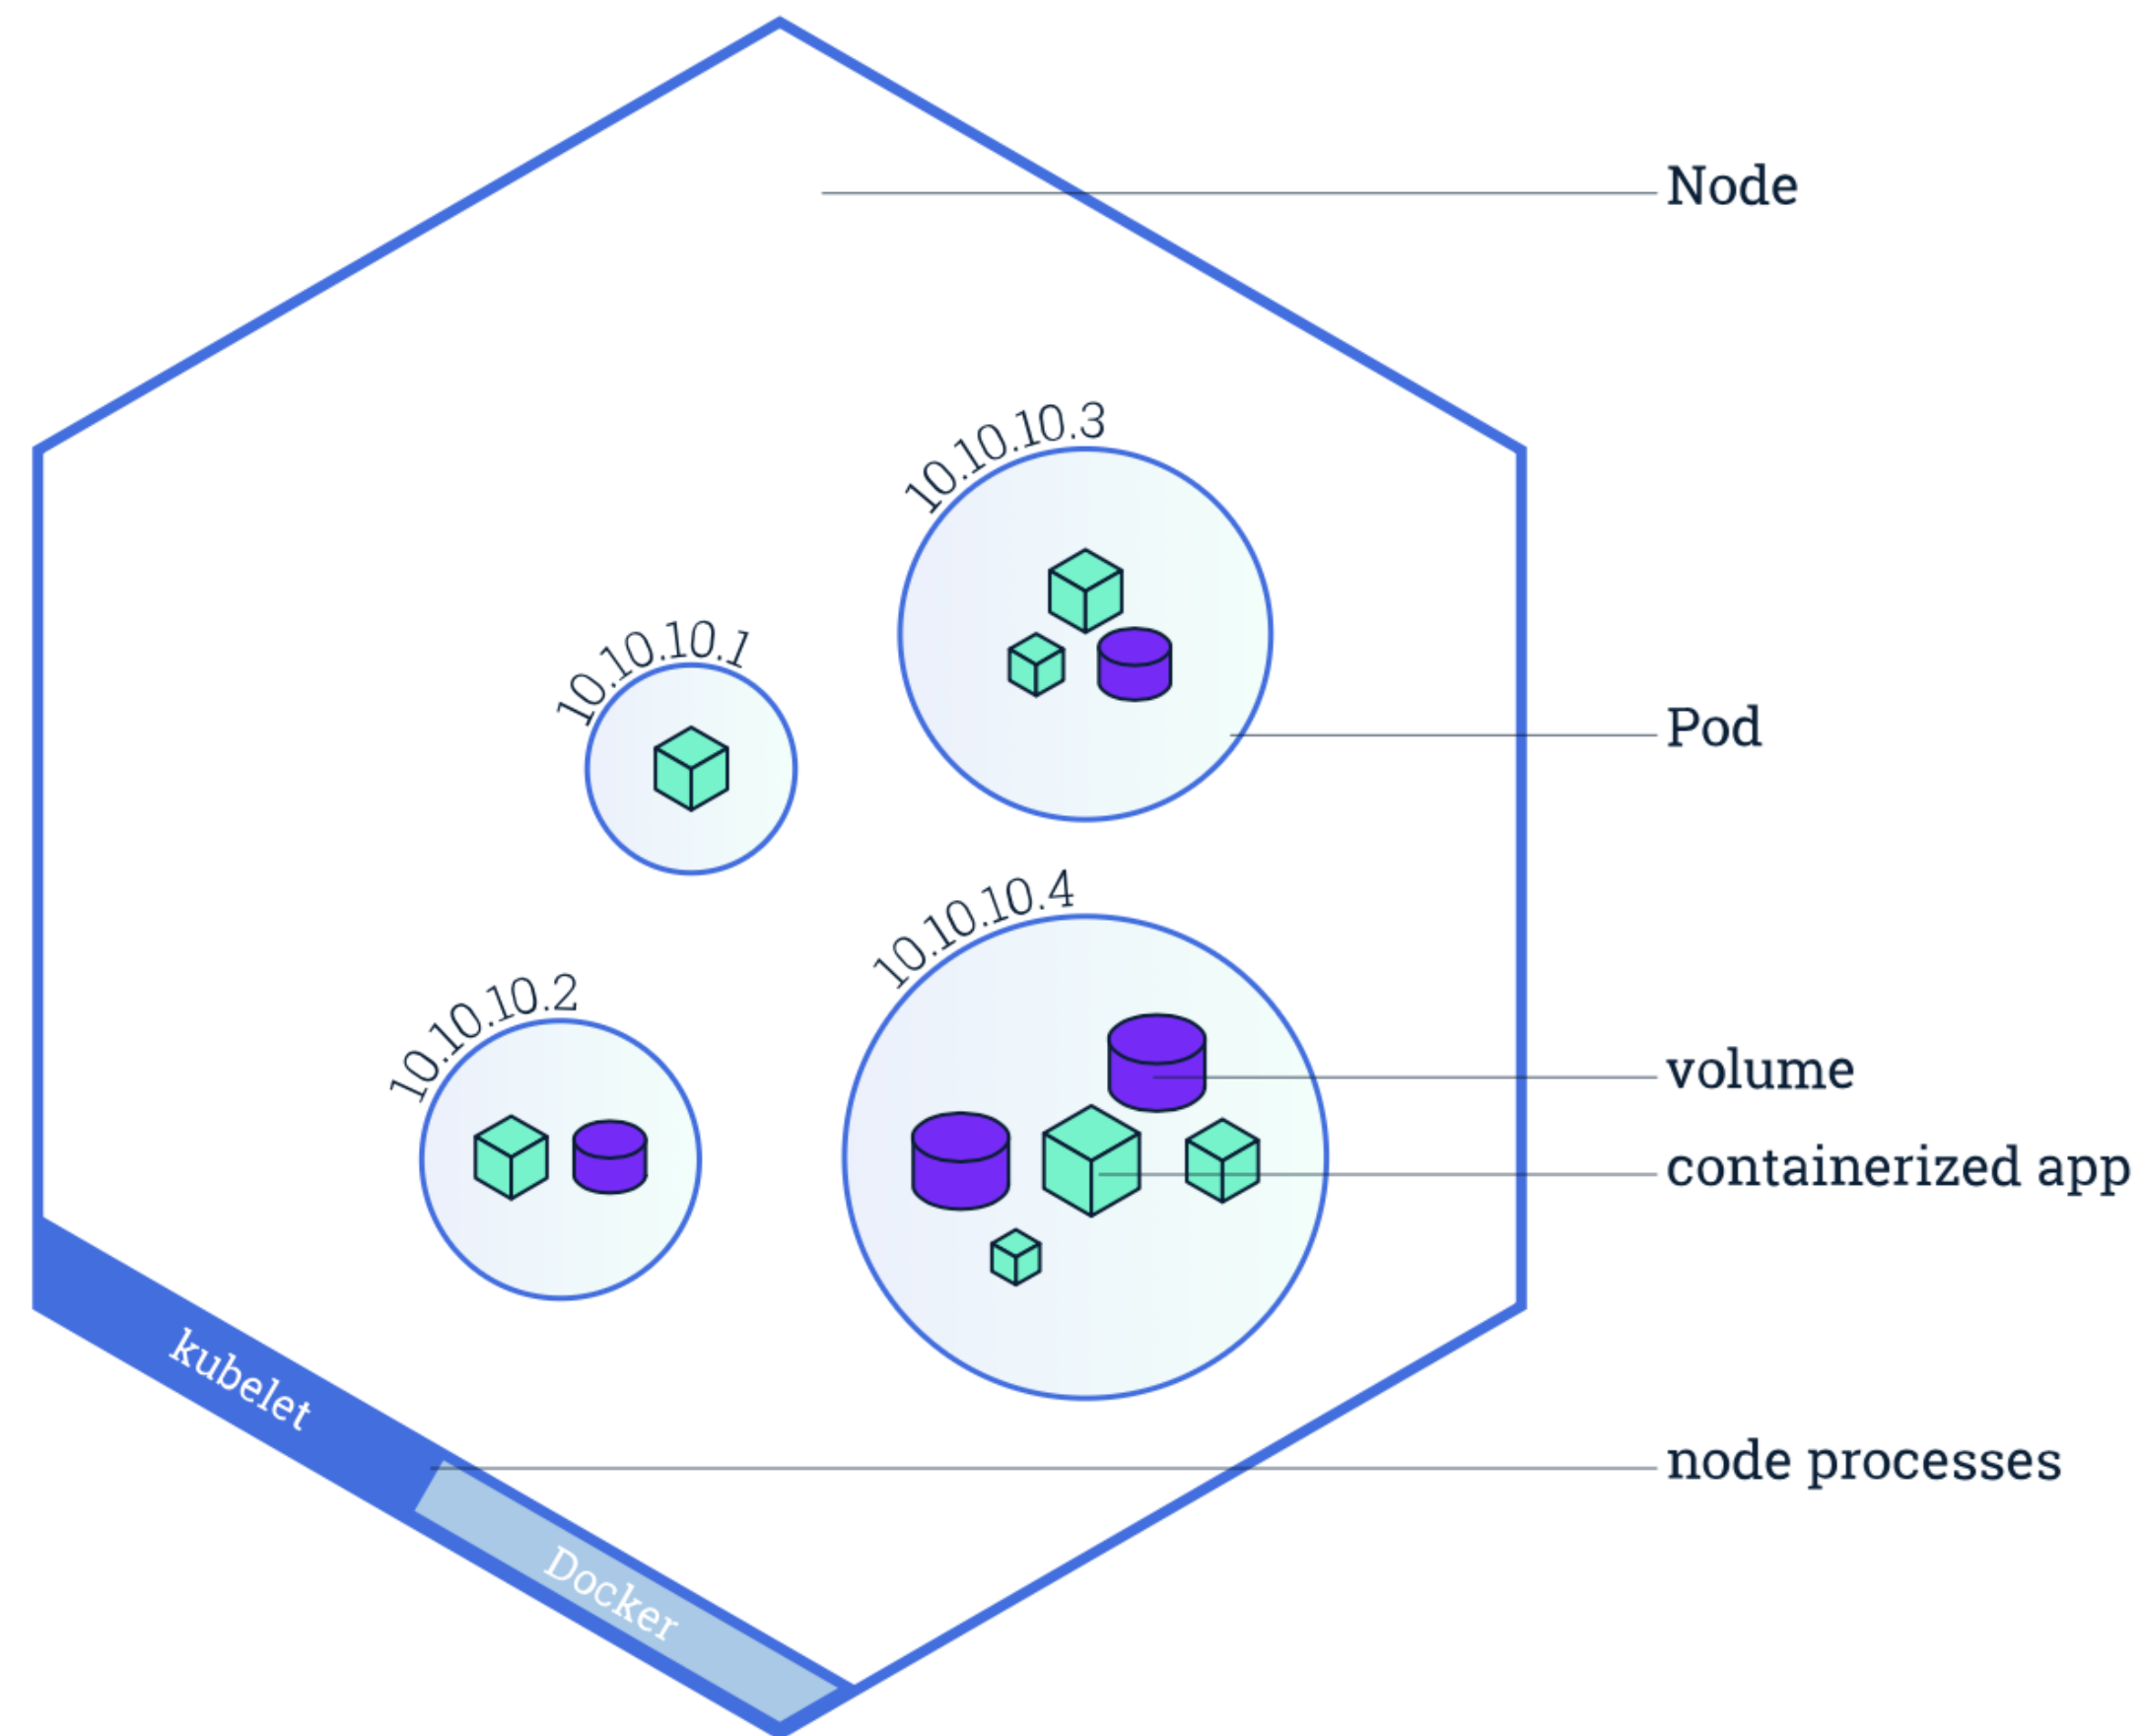 Node
10.10.10.3
10.10.10.1
Pod
10.10.10.4
10.10.10.2
volume
containerized app
kubelet
node processes
Docker